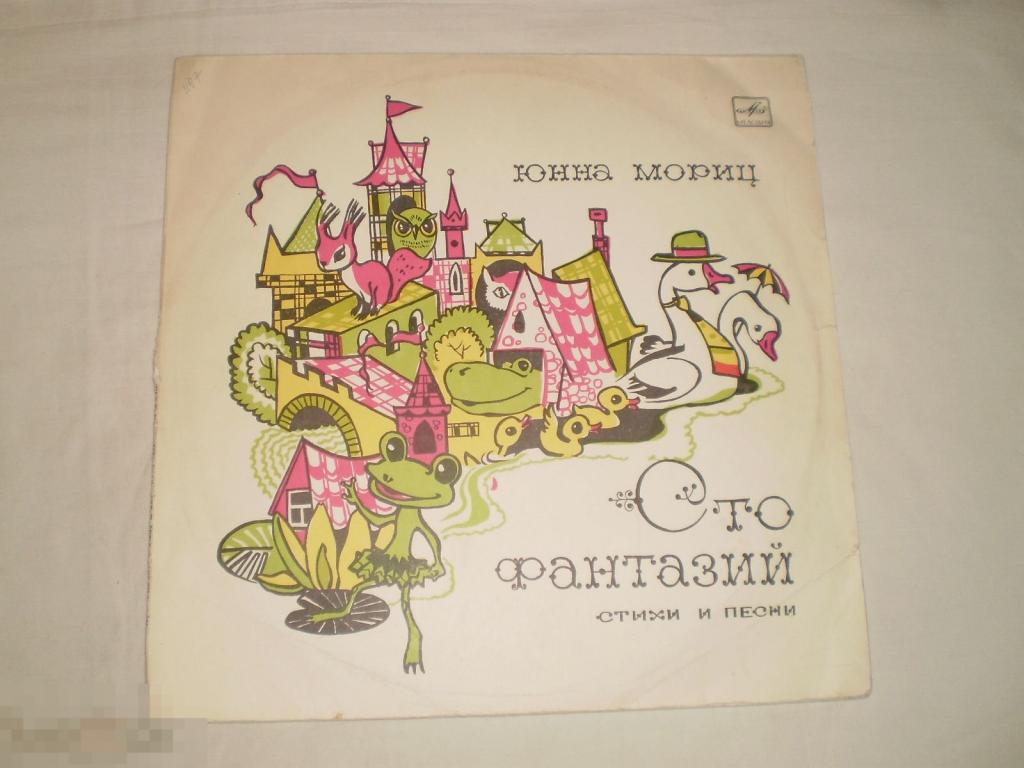 ЮННА МОРИЦ
Сто
фантазий
стихи и песни